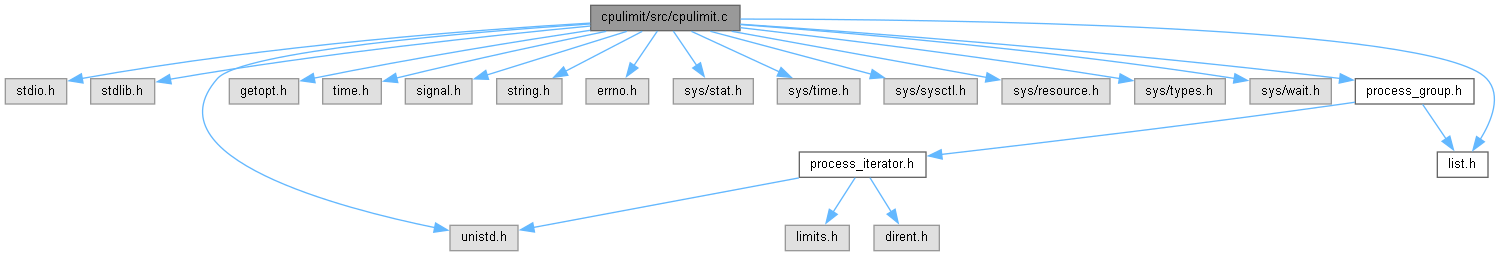 cpulimit/src/cpulimit.c
stdio.h
stdlib.h
getopt.h
time.h
signal.h
string.h
errno.h
sys/stat.h
sys/time.h
sys/sysctl.h
sys/resource.h
sys/types.h
sys/wait.h
process_group.h
process_iterator.h
list.h
unistd.h
limits.h
dirent.h